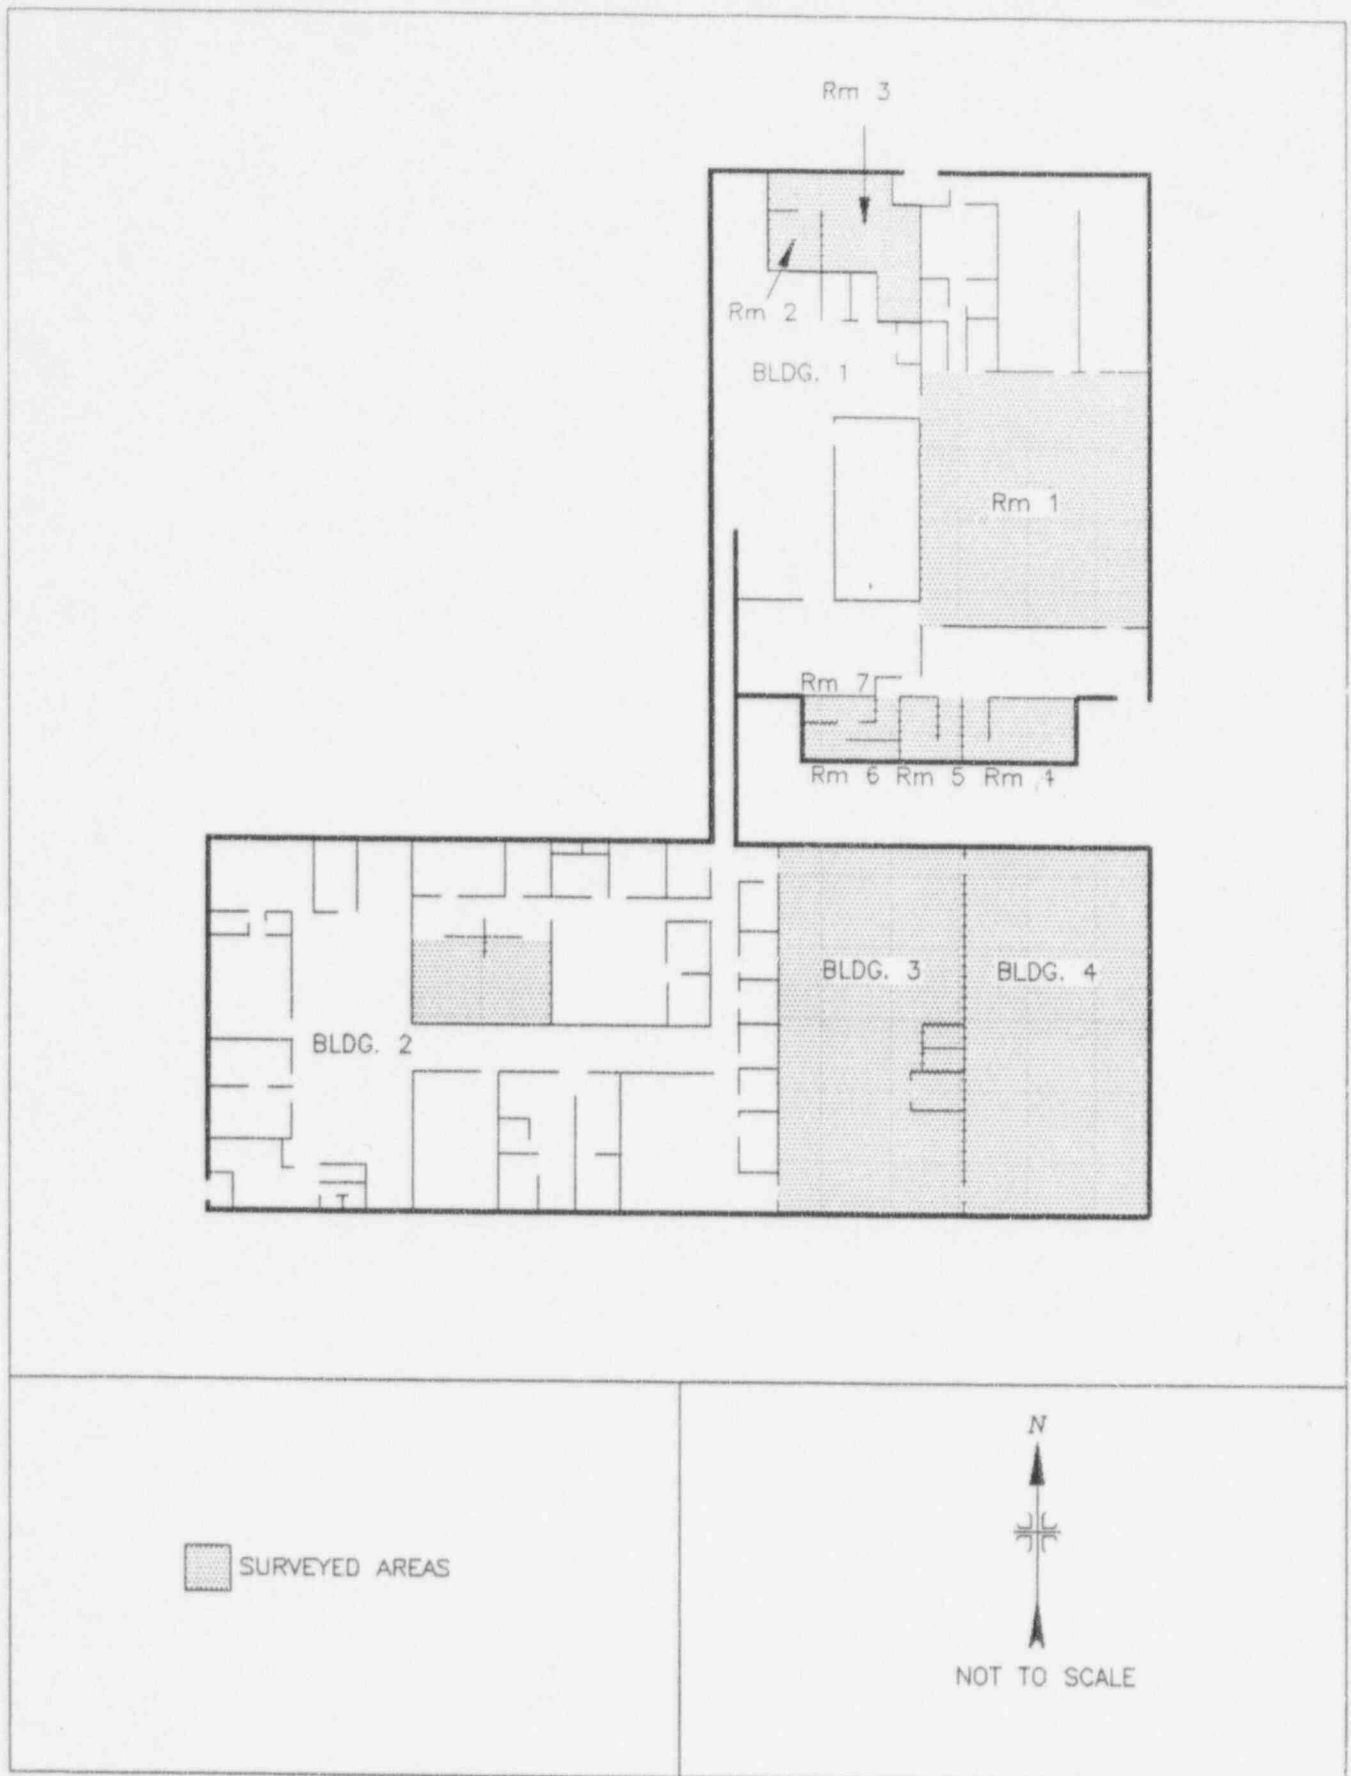 Rm 3
Rm 2
BLDG. 1
Rm 1
Rm 7
Rm 6 Rm 5 Rm 4
BLDG. 3 BLDG. 4
BLDG. 2
T
N
SURVEYED AREAS
NOT TO SCALE